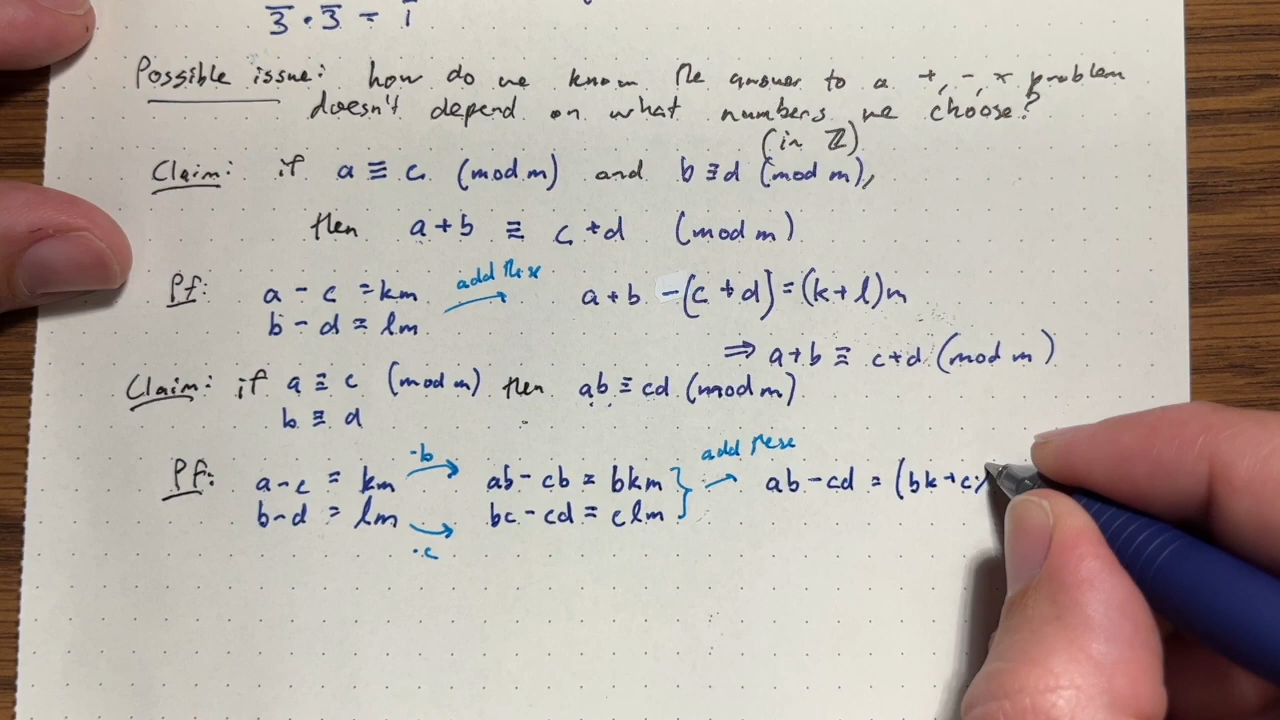 3̅ · 3̅ = 1̅
Possible issue: how do we know the answer to a +, -, × problem
doesn't depend on what numbers we choose?
(in ℤ)
Claim: if a ≡ c (mod m) and b ≡ d (mod m),
then a + b ≡ c + d (mod m)
Pf: a - c = km add these a + b - (c + d) = (k + l)m
b - d = lm
⇒ a + b ≡ c + d (mod m)
Claim: if a ≡ c (mod m) then ab ≡ cd (mod m)
b ≡ d
Pf: a - c = km ·b ab - cb = bkm add these ab - cd = (bk + c
b - d = lm ·c bc - cd = clm